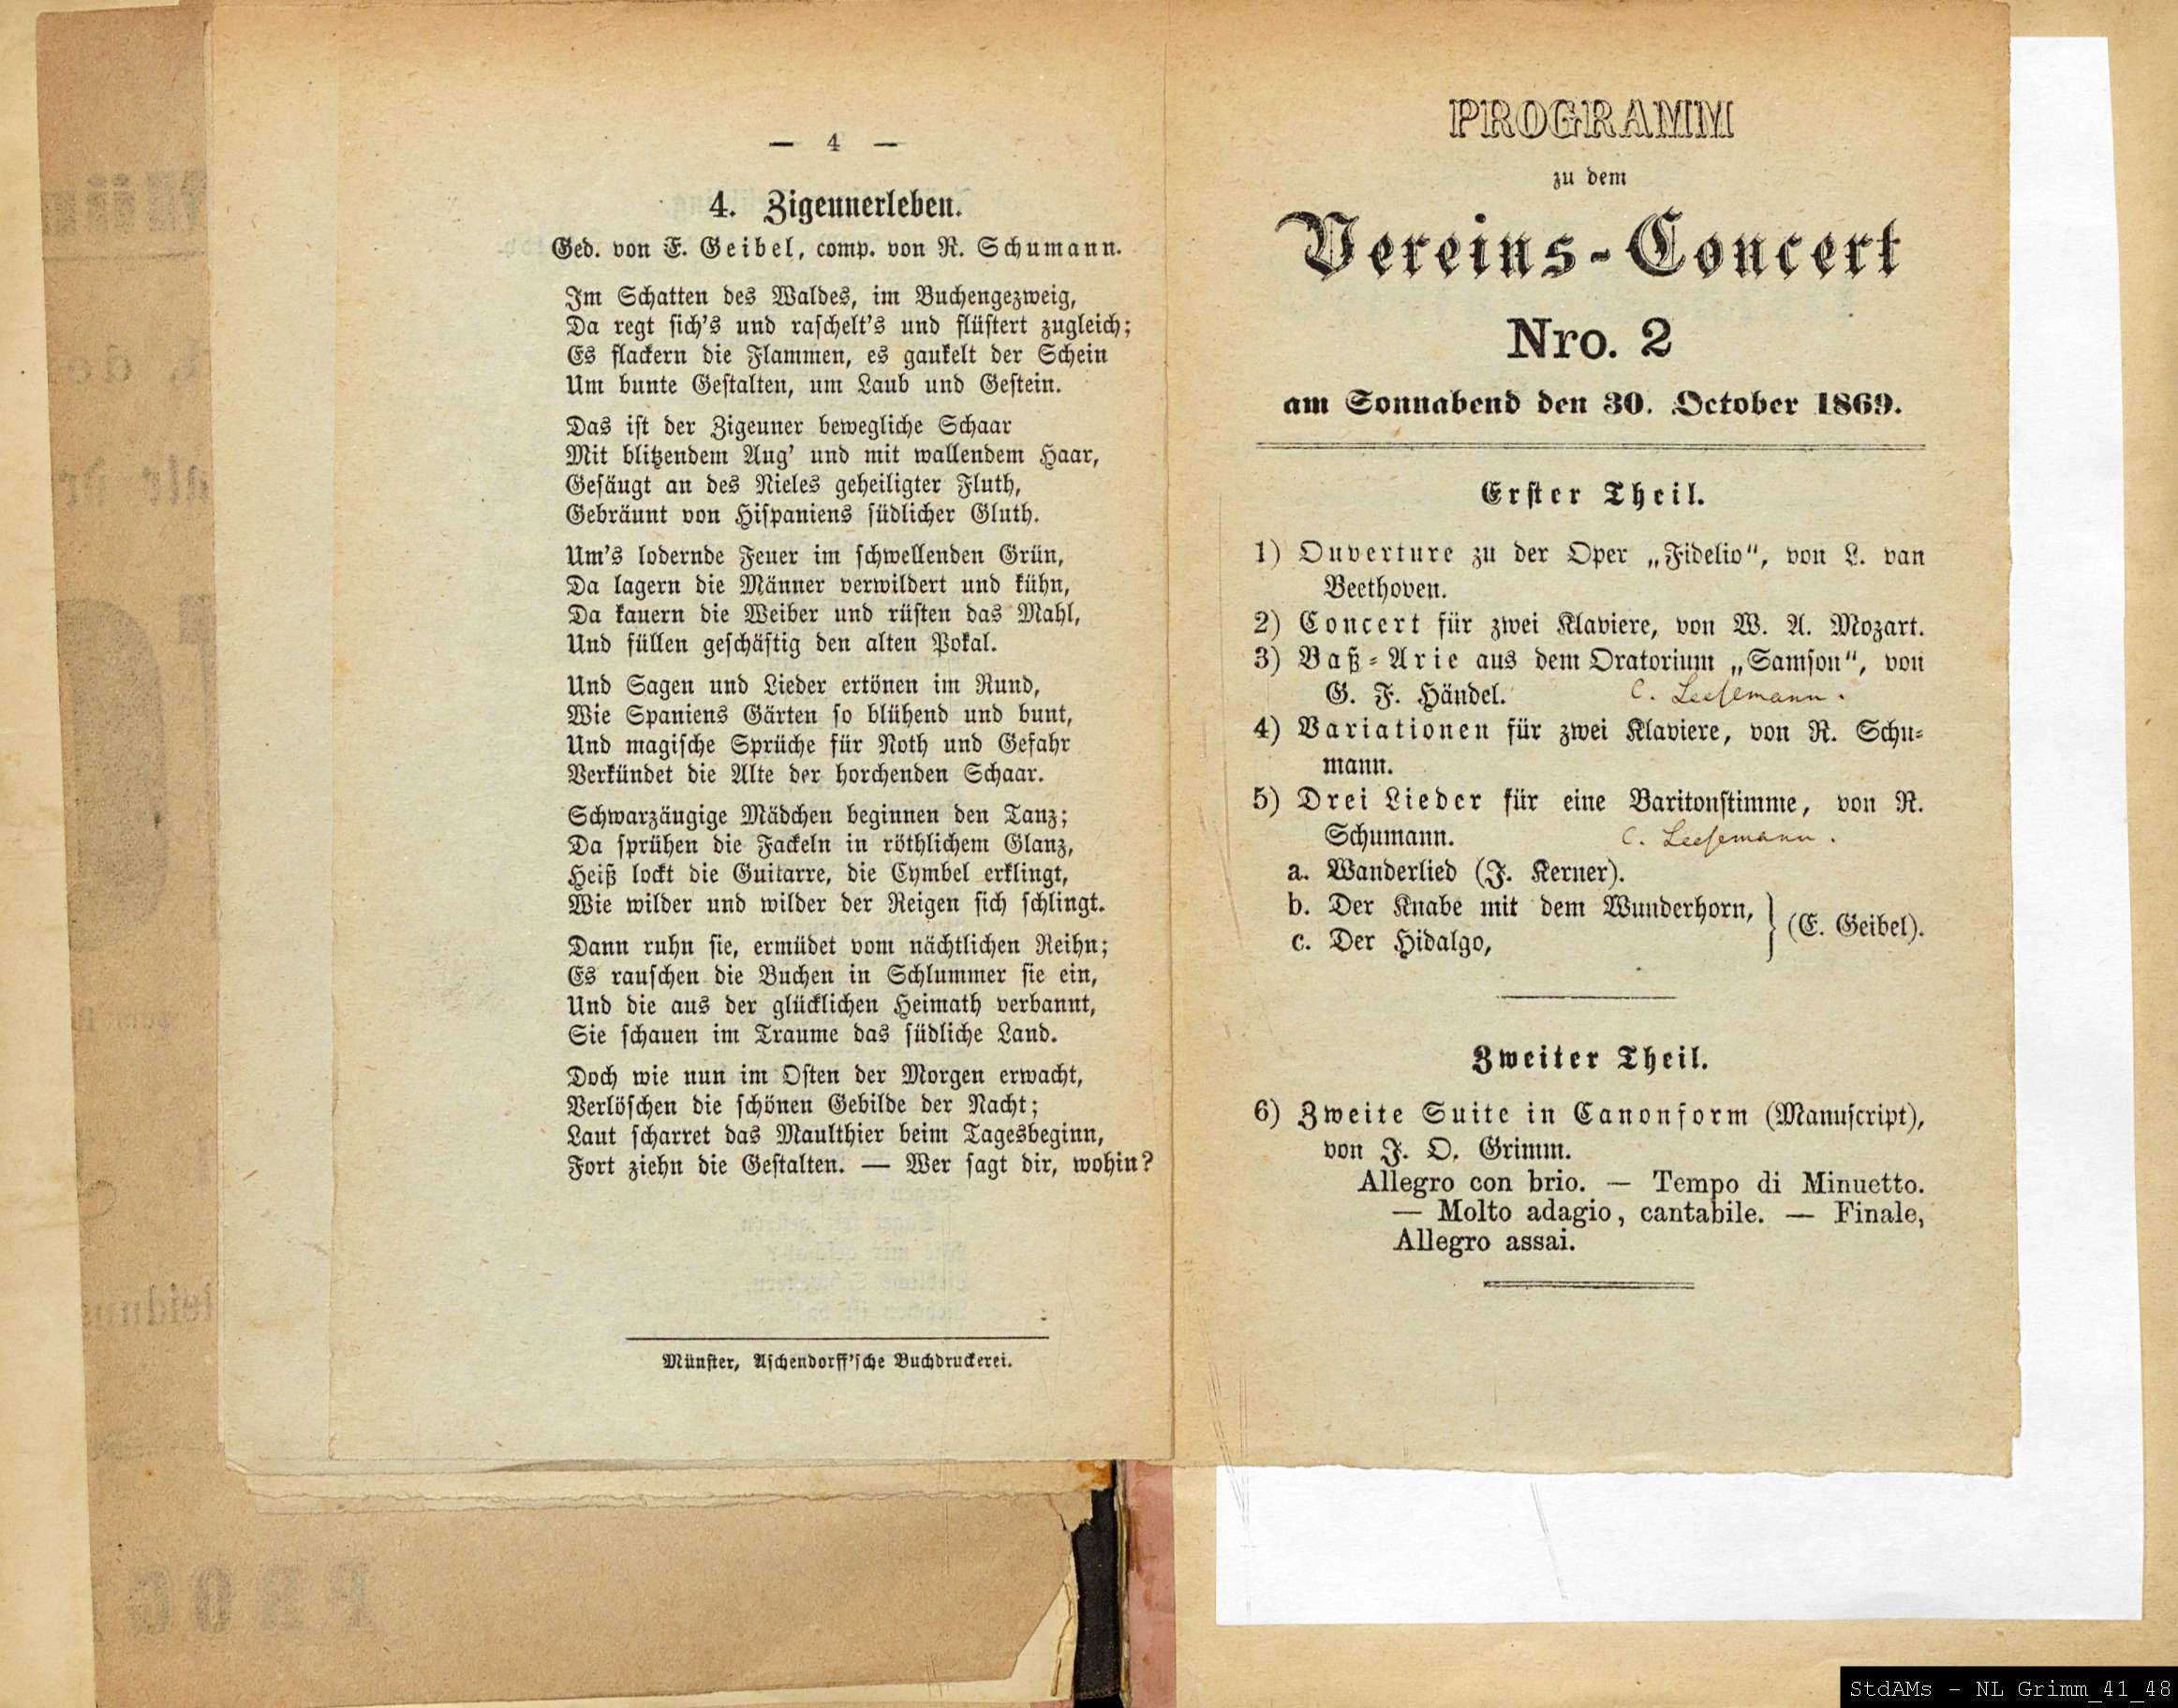 — 4 —
4. Zigeunerleben.
Ged. von E. Geibel, comp. von R. Schumann.
Im Schatten des Waldes, im Buchengezweig,
Da regt sich's und raschelt's und flüstert zugleich;
Es flackern die Flammen, es gaukelt der Schein
Um bunte Gestalten, um Laub und Gestein.
Das ist der Zigeuner bewegliche Schaar
Mit blitzendem Aug' und mit wallendem Haar,
Gesäugt an des Nieles geheiligter Fluth,
Gebräunt von Hispaniens südlicher Gluth.
Um's lodernde Feuer im schwellenden Grün,
Da lagern die Männer verwildert und kühn,
Da kauern die Weiber und rüsten das Mahl,
Und füllen geschäftig den alten Pokal.
Und Sagen und Lieder ertönen im Rund,
Wie Spaniens Gärten so blühend und bunt,
Und magische Sprüche für Noth und Gefahr
Verkündet die Alte der horchenden Schaar.
Schwarzäugige Mädchen beginnen den Tanz;
Da sprühen die Fackeln in röthlichem Glanz,
Heiß lockt die Guitarre, die Cymbel erklingt,
Wie wilder und wilder der Reigen sich schlingt.
Dann ruhn sie, ermüdet vom nächtlichen Reihn;
Es rauschen die Buchen in Schlummer sie ein,
Und die aus der glücklichen Heimath verbannt,
Sie schauen im Traume das südliche Land.
Doch wie nun im Osten der Morgen erwacht,
Verlöschen die schönen Gebilde der Nacht;
Laut scharret das Maulthier beim Tagesbeginn,
Fort ziehn die Gestalten. — Wer sagt dir, wohin?
Münster, Aschendorff'sche Buchdruckerei.
PROGRAMM
zu dem
Vereins-Concert
Nro. 2
am Sonnabend den 30. October 1869.
Erster Theil.
1) Ouverture zu der Oper „Fidelio“, von L. van
Beethoven.
2) Concert für zwei Klaviere, von W. A. Mozart.
3) Baß-Arie aus dem Oratorium „Samson“, von
G. F. Händel. C. Leesemann.
4) Variationen für zwei Klaviere, von R. Schu-
mann.
5) Drei Lieder für eine Baritonstimme, von R.
Schumann. C. Leesemann.
a. Wanderlied (J. Kerner).
b. Der Knabe mit dem Wunderhorn,
c. Der Hidalgo, } (E. Geibel).
Zweiter Theil.
6) Zweite Suite in Canonform (Manuscript),
von J. O. Grimm.
Allegro con brio. — Tempo di Minuetto.
— Molto adagio, cantabile. — Finale,
Allegro assai.
StdAMs - NL Grimm_41_48